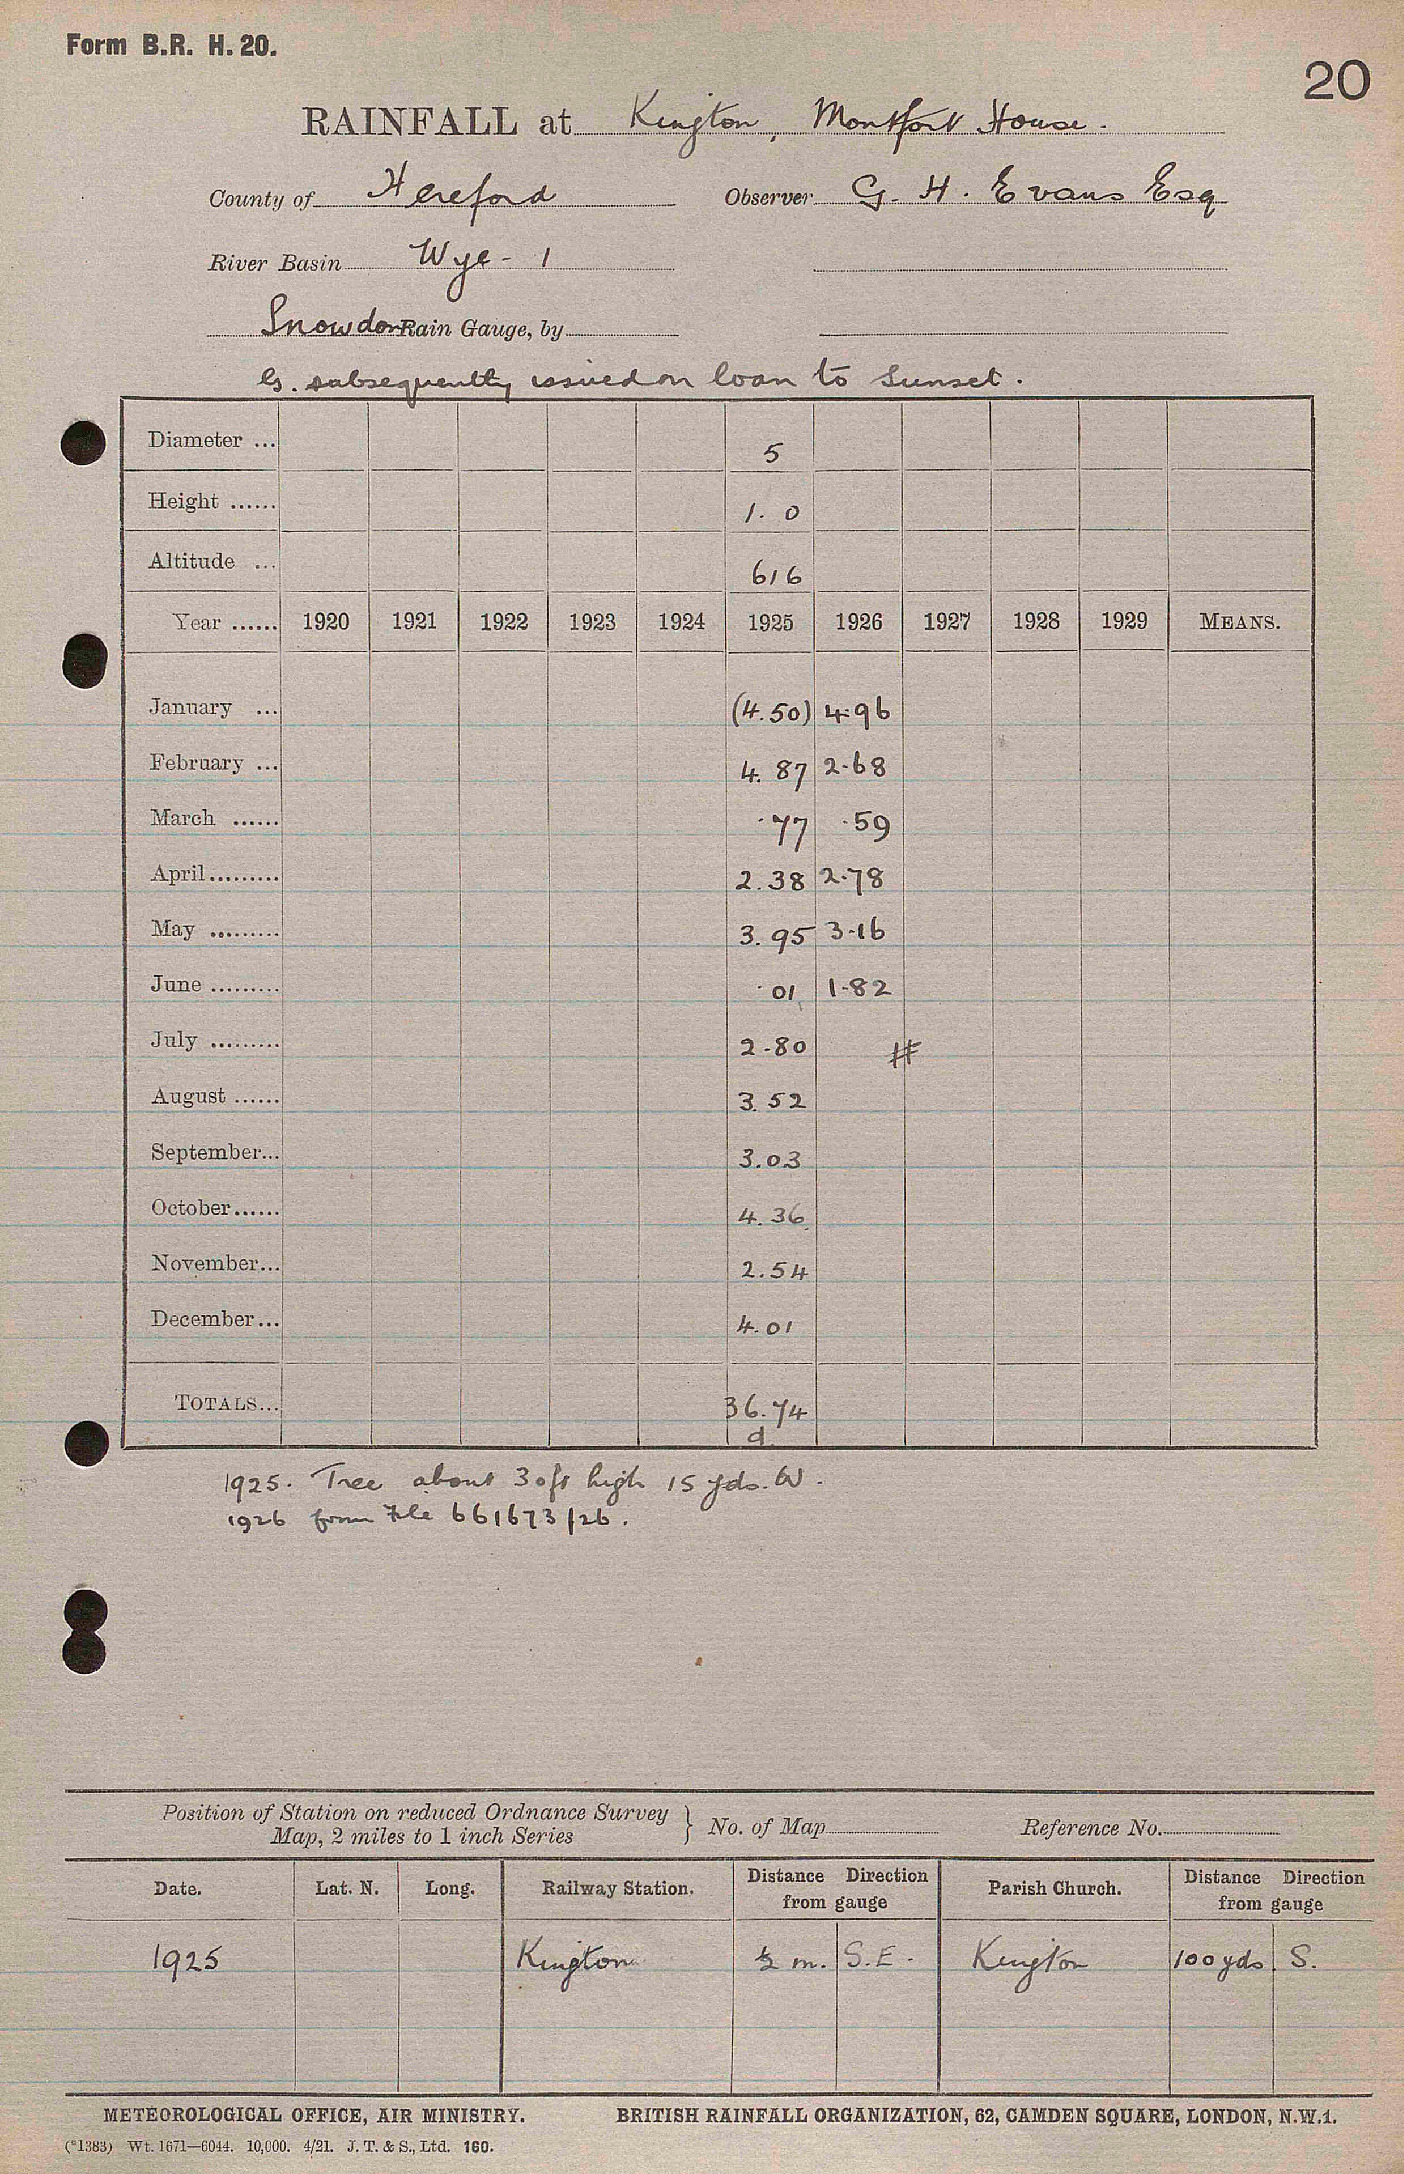 Form B.R. H. 20.
20
RAINFALL at Kington, Montfort House.
County of Hereford Observer G. H. Evans Esq
River Basin Wye - 1
Snowdon Rain Gauge, by
G. subsequently issued on loan to Sunset.
Diameter ... 5
Height ...... 1. 0
Altitude ... 616
Year ...... 1920 1921 1922 1923 1924 1925 1926 1927 1928 1929 MEANS.
January ... (4.50) 4.96
February ... 4.87 2.68
March ...... .77 .59
April......... 2.38 2.78
May ......... 3.95 3.16
June ......... .01 1.82
July ......... 2.80 #
August ...... 3.52
September... 3.03
October...... 4.36
November... 2.54
December... 4.01
TOTALS... 36.74
d
1925. Tree about 30ft high 15 yds. W.
1926 from File 661673/26.
Position of Station on reduced Ordnance Survey } No. of Map Reference No.
Map, 2 miles to 1 inch Series
Date. Lat. N. Long. Railway Station. Distance Direction Parish Church. Distance Direction
from gauge from gauge
1925 Kington ½ m. S.E. Kington 100 yds. S.
METEOROLOGICAL OFFICE, AIR MINISTRY. BRITISH RAINFALL ORGANIZATION, 62, CAMDEN SQUARE, LONDON, N.W.1.
(*1383) Wt. 1671—6044. 10,000. 4/21. J. T. & S., Ltd. 160.